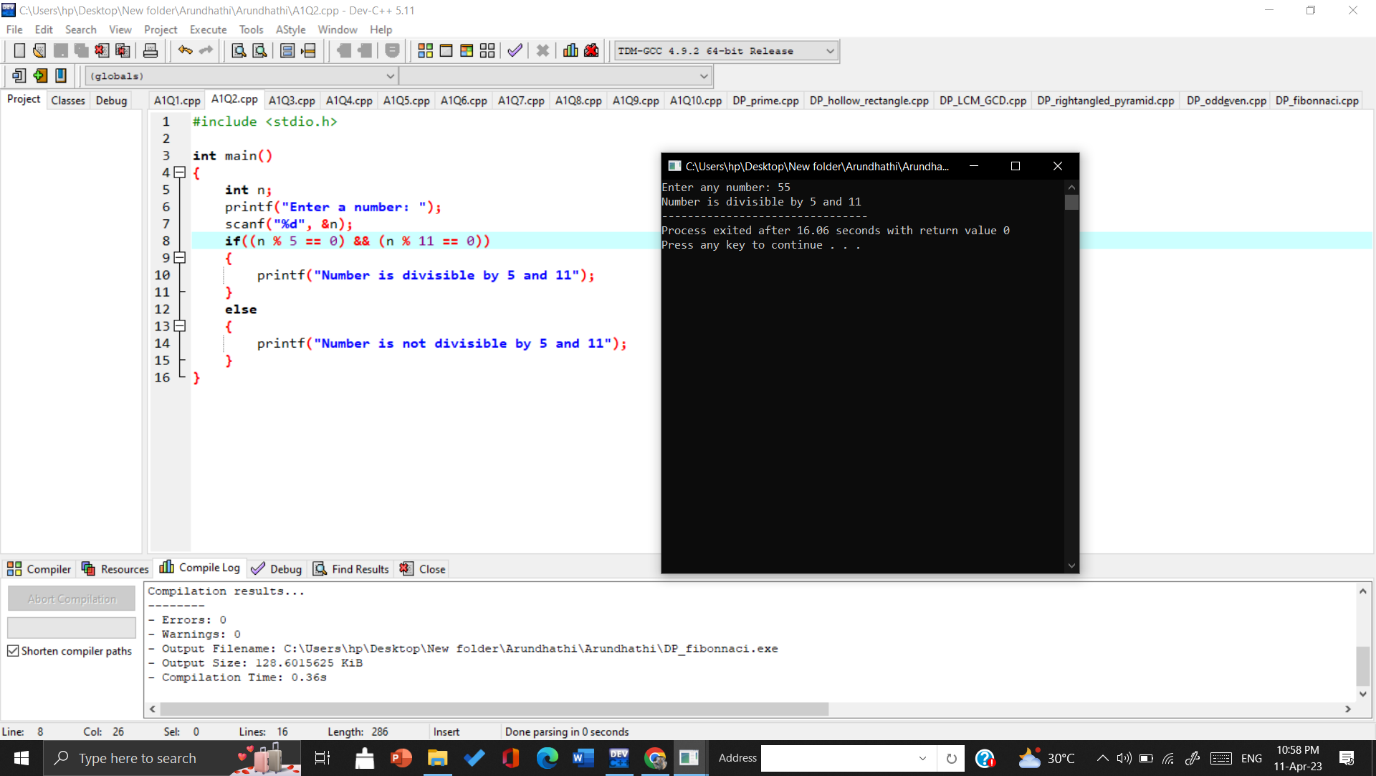 C:\Users\hp\Desktop\New folder\Arundhathi\Arundhathi\A1Q2.cpp - Dev-C++ 5.11
File Edit Search View Project Execute Tools AStyle Window Help
TDM-GCC 4.9.2 64-bit Release
(globals)
Project Classes Debug A1Q1.cpp A1Q2.cpp A1Q3.cpp A1Q4.cpp A1Q5.cpp A1Q6.cpp A1Q7.cpp A1Q8.cpp A1Q9.cpp A1Q10.cpp DP_prime.cpp DP_hollow_rectangle.cpp DP_LCM_GCD.cpp DP_rightangled_pyramid.cpp DP_oddeven.cpp DP_fibonnaci.cpp
1 #include <stdio.h>
2
3 int main()
4 {
5 int n;
6 printf("Enter a number: ");
7 scanf("%d", &n);
8 if((n % 5 == 0) && (n % 11 == 0))
9 {
10 printf("Number is divisible by 5 and 11");
11 }
12 else
13 {
14 printf("Number is not divisible by 5 and 11");
15 }
16 }
C:\Users\hp\Desktop\New folder\Arundhathi\Arundha...
Enter any number: 55
Number is divisible by 5 and 11
--------------------------------
Process exited after 16.06 seconds with return value 0
Press any key to continue . . .
Compiler Resources Compile Log Debug Find Results Close
Abort Compilation
Shorten compiler paths
Compilation results...
--------
- Errors: 0
- Warnings: 0
- Output Filename: C:\Users\hp\Desktop\New folder\Arundhathi\Arundhathi\DP_fibonnaci.exe
- Output Size: 128.6015625 KiB
- Compilation Time: 0.36s
Line: 8 Col: 26 Sel: 0 Lines: 16 Length: 286 Insert Done parsing in 0 seconds
Type here to search Address 30°C ENG 10:58 PM
11-Apr-23